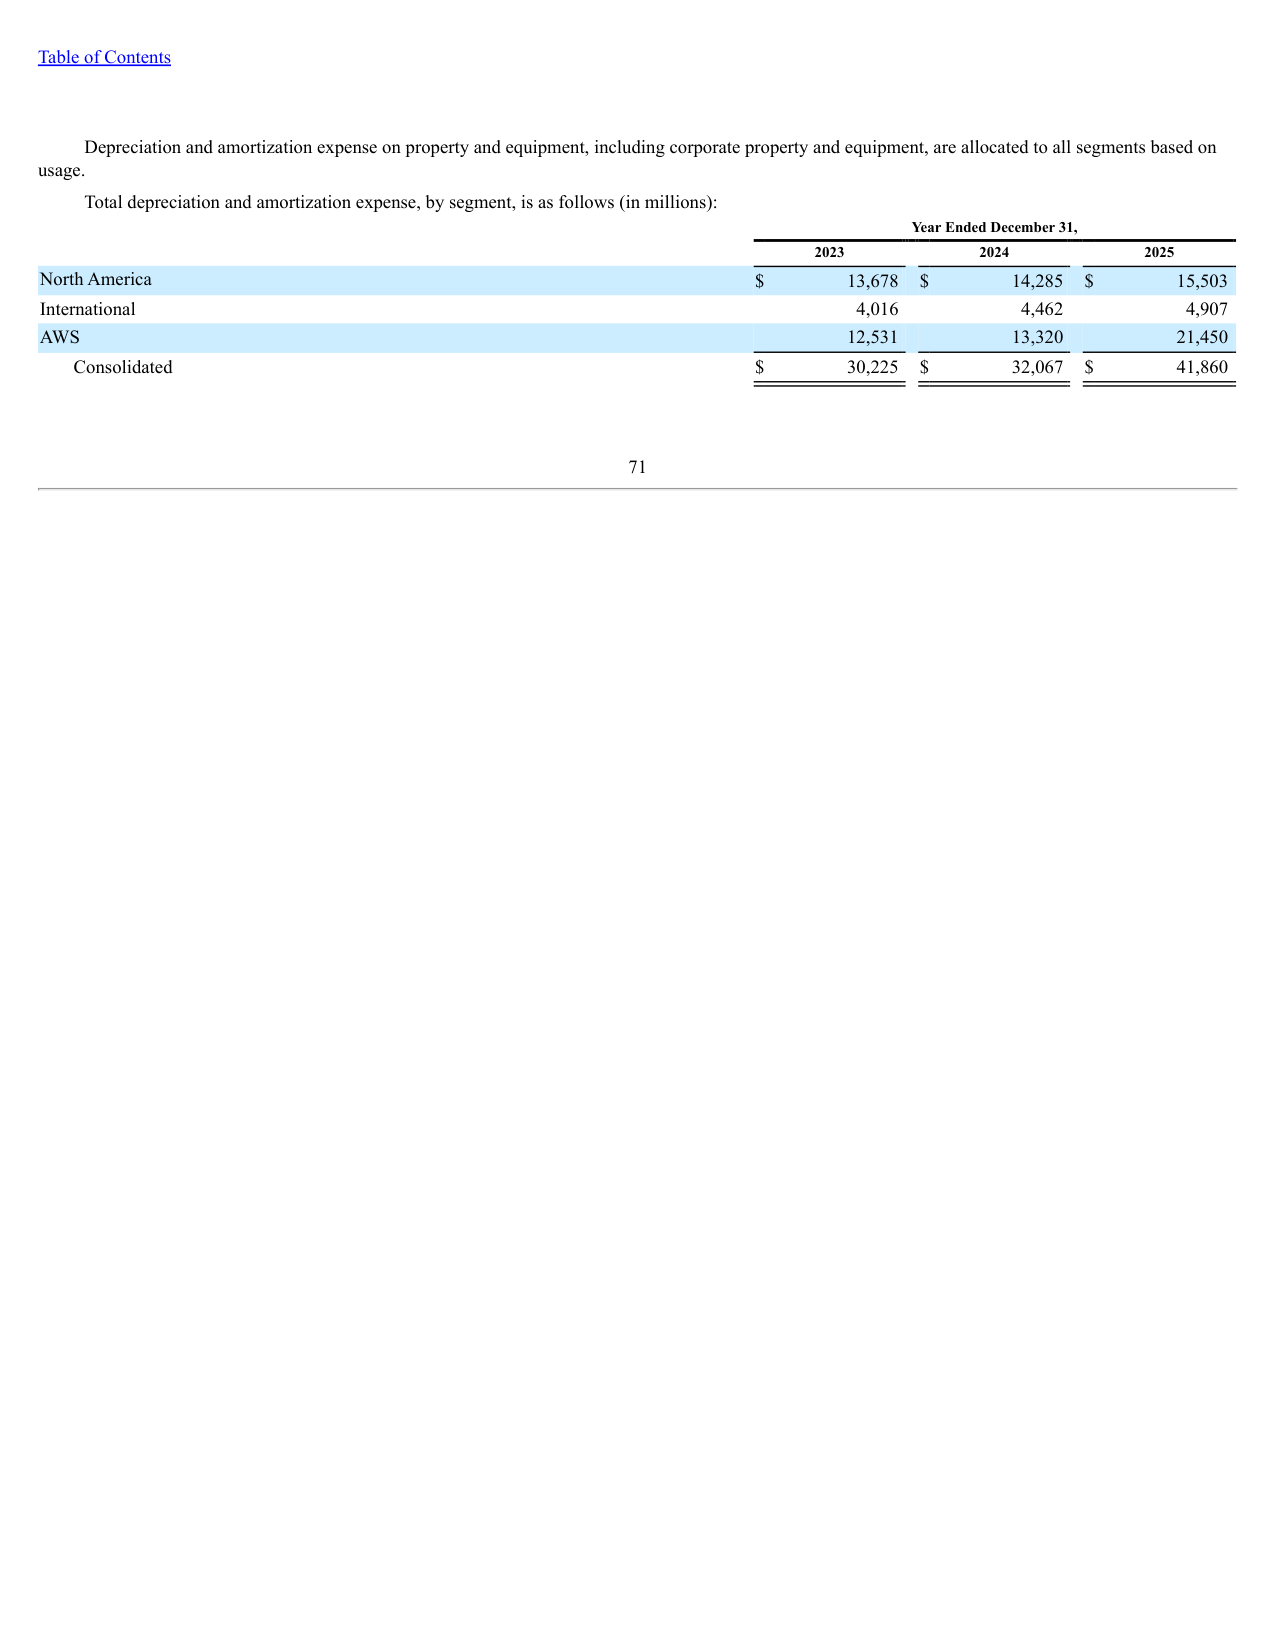 Table of Contents
Depreciation and amortization expense on property and equipment, including corporate property and equipment, are allocated to all segments based on
usage.
Total depreciation and amortization expense, by segment, is as follows (in millions):
Year Ended December 31,
2023 2024 2025
North America $ 13,678 $ 14,285 $ 15,503
International 4,016 4,462 4,907
AWS 12,531 13,320 21,450
Consolidated $ 30,225 $ 32,067 $ 41,860
71